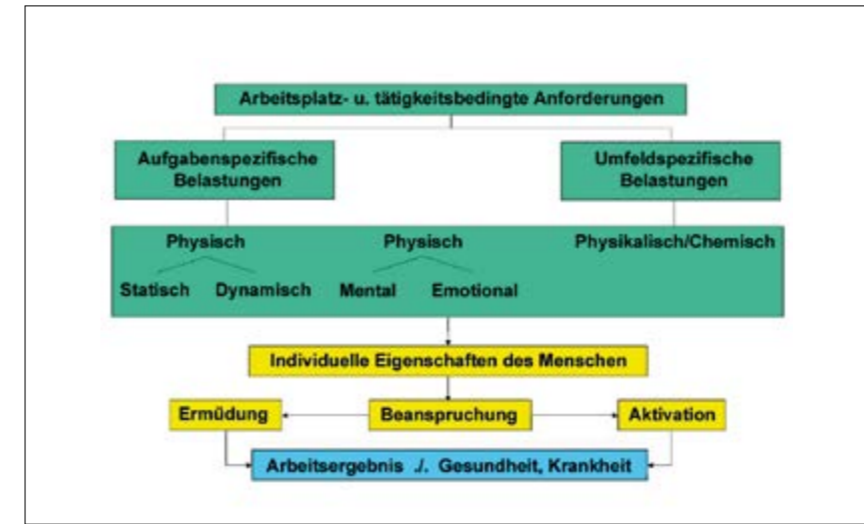 Arbeitsplatz- u. tätigkeitsbedingte Anforderungen
Aufgabenspezifische
Belastungen
Umfeldspezifische
Belastungen
Physisch
Physisch
Physikalisch/Chemisch
Statisch
Dynamisch
Mental
Emotional
Individuelle Eigenschaften des Menschen
Ermüdung
Beanspruchung
Aktivation
Arbeitsergebnis ./. Gesundheit, Krankheit